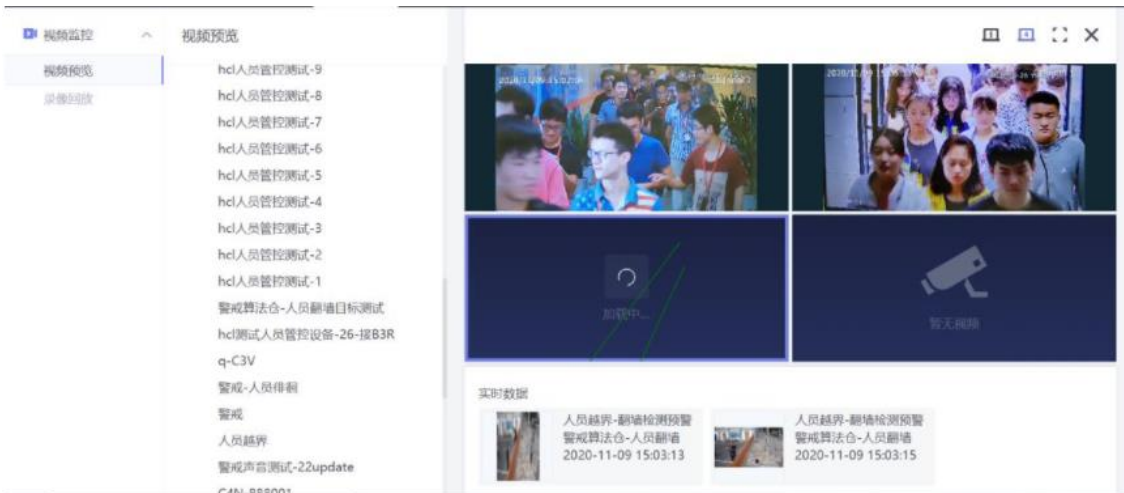 视频监控
视频预览
录像回放
视频预览
hcl人员管控测试-9
hcl人员管控测试-8
hcl人员管控测试-7
hcl人员管控测试-6
hcl人员管控测试-5
hcl人员管控测试-4
hcl人员管控测试-3
hcl人员管控测试-2
hcl人员管控测试-1
警戒算法仓-人员翻墙目标测试
hcl测试人员管控设备-26-接B3R
q-C3V
警戒-人员徘徊
警戒
人员越界
警戒声音测试-22update
加载中...
暂无视频
实时数据
人员越界-翻墙检测预警
警戒算法仓-人员翻墙
2020-11-09 15:03:13
人员越界-翻墙检测预警
警戒算法仓-人员翻墙
2020-11-09 15:03:15